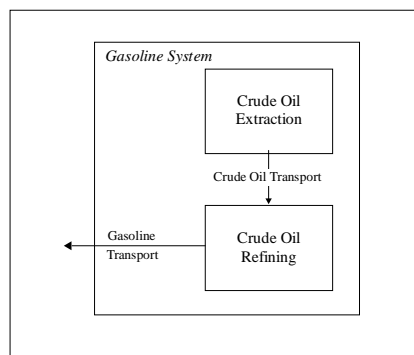 Gasoline System
Crude Oil
Extraction
Crude Oil Transport
Gasoline
Transport
Crude Oil
Refining